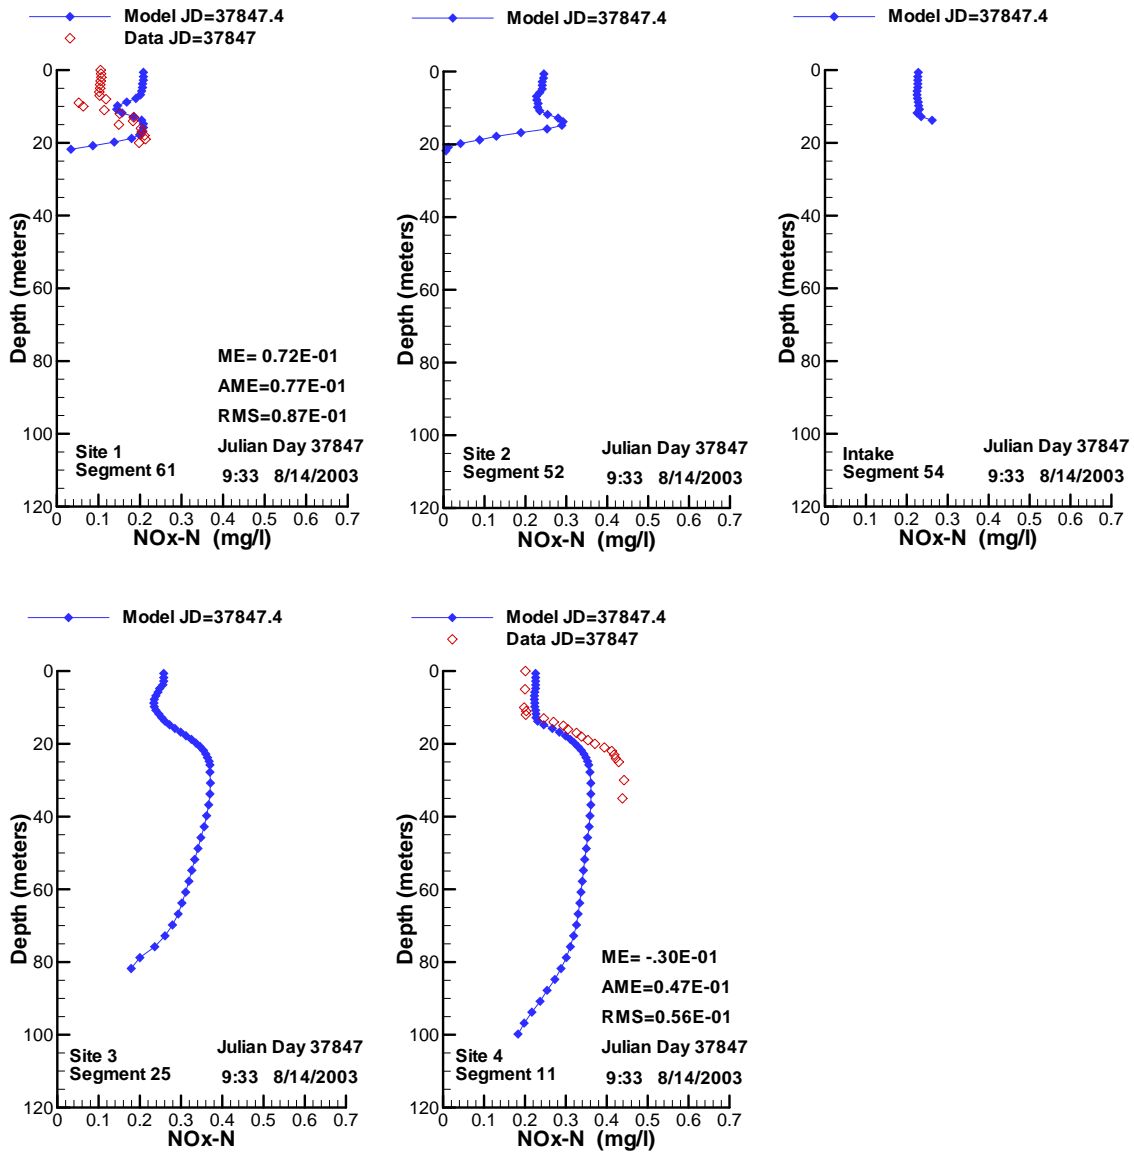 Model JD=37847.4
Data JD=37847
0
20
40
60
80
100
120
Depth (meters)
ME= 0.72E-01
AME=0.77E-01
RMS=0.87E-01
Site 1
Segment 61
Julian Day 37847
9:33 8/14/2003
0 0.1 0.2 0.3 0.4 0.5 0.6 0.7
NOx-N (mg/l)
Model JD=37847.4
0
20
40
60
80
100
120
Depth (meters)
Site 2
Segment 52
Julian Day 37847
9:33 8/14/2003
0 0.1 0.2 0.3 0.4 0.5 0.6 0.7
NOx-N (mg/l)
Model JD=37847.4
0
20
40
60
80
100
120
Depth (meters)
Intake
Segment 54
Julian Day 37847
9:33 8/14/2003
0 0.1 0.2 0.3 0.4 0.5 0.6 0.7
NOx-N (mg/l)
Model JD=37847.4
0
20
40
60
80
100
120
Depth (meters)
Site 3
Segment 25
Julian Day 37847
9:33 8/14/2003
0 0.1 0.2 0.3 0.4 0.5 0.6 0.7
NOx-N
Model JD=37847.4
Data JD=37847
0
20
40
60
80
100
120
Depth (meters)
ME= -.30E-01
AME=0.47E-01
RMS=0.56E-01
Site 4
Segment 11
Julian Day 37847
9:33 8/14/2003
0 0.1 0.2 0.3 0.4 0.5 0.6 0.7
NOx-N (mg/l)